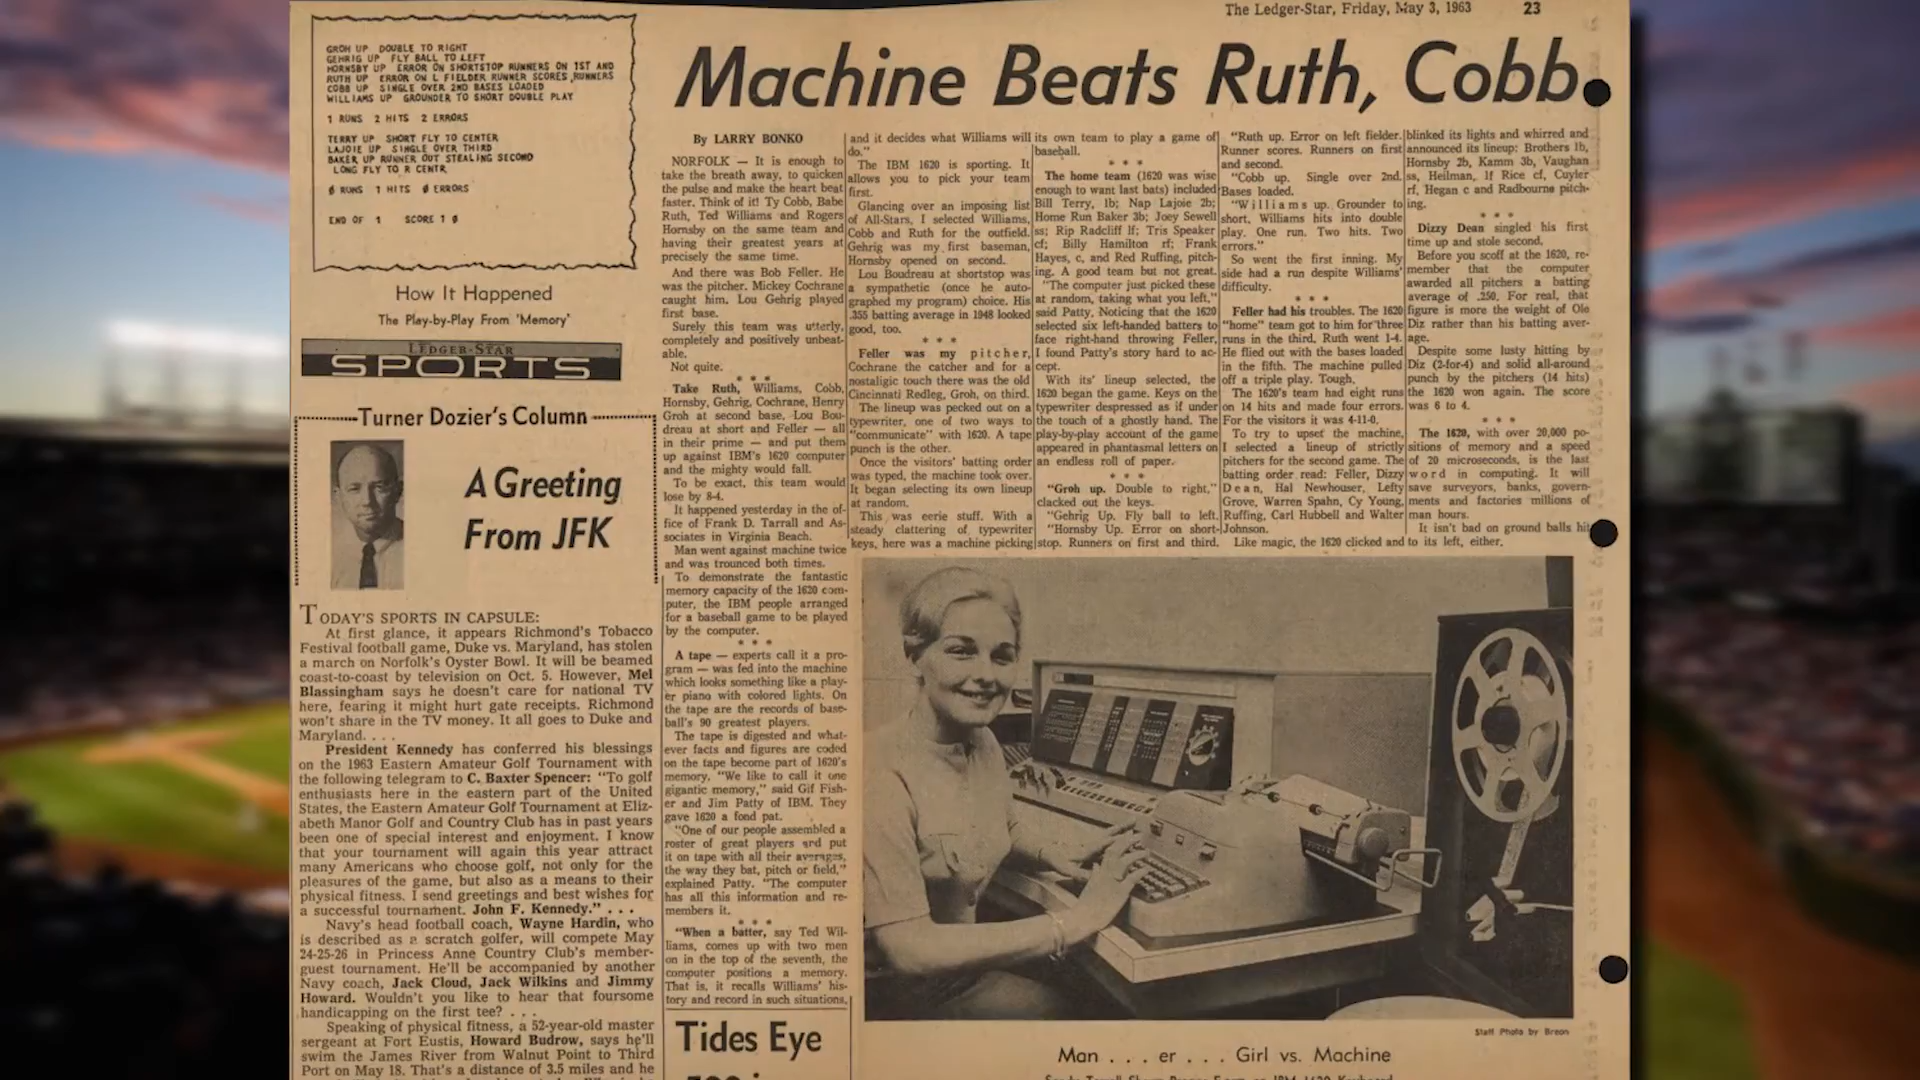 The Ledger-Star, Friday, May 3, 1963 23
GROH UP DOUBLE TO RIGHT
GEHRIG UP FLY BALL TO LEFT
HORNSBY UP ERROR ON SHORTSTOP RUNNERS ON 1ST AND
RUTH UP ERROR ON L FIELDER RUNNER SCORES,RUNNERS
COBB UP SINGLE OVER 2ND BASES LOADED
WILLIAMS UP GROUNDER TO SHORT DOUBLE PLAY
1 RUNS 2 HITS 2 ERRORS
TERRY UP SHORT FLY TO CENTER
LAJOIE UP SINGLE OVER THIRD
BAKER UP RUNNER OUT STEALING SECOND
LONG FLY TO R CENTR
0 RUNS 1 HITS 0 ERRORS
END OF 1 SCORE 1 0
How It Happened
The Play-by-Play From 'Memory'
LEDGER-STAR
SPORTS
Turner Dozier's Column
A Greeting
From JFK
TODAY'S SPORTS IN CAPSULE:
At first glance, it appears Richmond's Tobacco
Festival football game, Duke vs. Maryland, has stolen
a march on Norfolk's Oyster Bowl. It will be beamed
coast-to-coast by television on Oct. 5. However, Mel
Blassingham says he doesn't care for national TV
here, fearing it might hurt gate receipts. Richmond
won't share in the TV money. It all goes to Duke and
Maryland. . . .
President Kennedy has conferred his blessings
on the 1963 Eastern Amateur Golf Tournament with
the following telegram to C. Baxter Spencer: "To golf
enthusiasts here in the eastern part of the United
States, the Eastern Amateur Golf Tournament at Eliz-
abeth Manor Golf and Country Club has in past years
been one of special interest and enjoyment. I know
that your tournament will again this year attract
many Americans who choose golf, not only for the
pleasures of the game, but also as a means to their
physical fitness. I send greetings and best wishes for
a successful tournament. John F. Kennedy." . . .
Navy's head football coach, Wayne Hardin, who
is described as a scratch golfer, will compete May
24-25-26 in Princess Anne Country Club's member-
guest tournament. He'll be accompanied by another
Navy coach, Jack Cloud, Jack Wilkins and Jimmy
Howard. Wouldn't you like to hear that foursome
handicapping on the first tee? . . .
Speaking of physical fitness, a 52-year-old master
sergeant at Fort Eustis, Howard Budrow, says he'll
swim the James River from Walnut Point to Third
Port on May 18. That's a distance of 3.5 miles and he
Machine Beats Ruth, Cobb
By LARRY BONKO
NORFOLK — It is enough to
take the breath away, to quicken
the pulse and make the heart beat
faster. Think of it! Ty Cobb, Babe
Ruth, Ted Williams and Rogers
Hornsby on the same team and
having their greatest years at
precisely the same time.
And there was Bob Feller. He
was the pitcher. Mickey Cochrane
caught him. Lou Gehrig played
first base.
Surely this team was utterly,
completely and positively unbeat-
able.
Not quite.
* * *
Take Ruth, Williams, Cobb,
Hornsby, Gehrig, Cochrane, Henry
Groh at second base, Lou Bou-
dreau at short and Feller — all
in their prime — and put them
up against IBM's 1620 computer
and the mighty would fall.
To be exact, this team would
lose by 8-4.
It happened yesterday in the of-
fice of Frank D. Tarrall and As-
sociates in Virginia Beach.
Man went against machine twice
and was trounced both times.
To demonstrate the fantastic
memory capacity of the 1620 com-
puter, the IBM people arranged
for a baseball game to be played
by the computer.
* * *
A tape — experts call it a pro-
gram — was fed into the machine
which looks something like a play-
er piano with colored lights. On
the tape are the records of base-
ball's 90 greatest players.
The tape is digested and what-
ever facts and figures are coded
on the tape become part of 1620's
memory. "We like to call it one
gigantic memory," said Gif Fish-
er and Jim Patty of IBM. They
gave 1620 a fond pat.
"One of our people assembled a
roster of great players and put
it on tape with all their averages,
the way they bat, pitch or field,"
explained Patty. "The computer
has all this information and re-
members it.
* * *
"When a batter, say Ted Wil-
liams, comes up with two men
on in the top of the seventh, the
computer positions a memory.
That is, it recalls Williams' his-
tory and record in such situations,
and it decides what Williams will
do."
The IBM 1620 is sporting. It
allows you to pick your team
first.
Glancing over an imposing list
of All-Stars, I selected Williams,
Cobb and Ruth for the outfield.
Gehrig was my first baseman,
Hornsby opened on second.
Lou Boudreau at shortstop was
a sympathetic (once he auto-
graphed my program) choice. His
.355 batting average in 1948 looked
good, too.
* * *
Feller was my pitcher,
Cochrane the catcher and for a
nostaligic touch there was the old
Cincinnati Redleg, Groh, on third.
The lineup was pecked out on a
typewriter, one of two ways to
"communicate" with 1620. A tape
punch is the other.
Once the visitors' batting order
was typed, the machine took over.
It began selecting its own lineup
at random.
This was eerie stuff. With a
steady clattering of typewriter
keys, here was a machine picking
its own team to play a game of
baseball.
* * *
The home team (1620 was wise
enough to want last bats) included
Bill Terry, 1b; Nap Lajoie 2b;
Home Run Baker 3b; Joey Sewell
ss; Rip Radcliff lf; Tris Speaker
cf; Billy Hamilton rf; Frank
Hayes, c, and Red Ruffing, pitch-
ing. A good team but not great.
"The computer just picked these
at random, taking what you left,"
said Patty, Noticing that the 1620
selected six left-handed batters to
face right-hand throwing Feller,
I found Patty's story hard to ac-
cept.
With its' lineup selected, the
1620 began the game. Keys on the
typewriter despressed as if under
the touch of a ghostly hand. The
play-by-play account of the game
appeared in phantasmal letters on
an endless roll of paper.
* * *
"Groh up. Double to right,"
clacked out the keys.
"Gehrig Up. Fly ball to left.
"Hornsby Up. Error on short-
stop. Runners on first and third.
"Ruth up. Error on left fielder.
Runner scores. Runners on first
and second.
"Cobb up. Single over 2nd.
Bases loaded.
"Williams up. Grounder to
short, Williams hits into double
play. One run. Two hits. Two
errors."
So went the first inning. My
side had a run despite Williams'
difficulty.
* * *
Feller had his troubles. The 1620
"home" team got to him for three
runs in the third. Ruth went 1-4.
He flied out with the bases loaded
in the fifth. The machine pulled
off a triple play. Tough.
The 1620's team had eight runs
on 14 hits and made four errors.
For the visitors it was 4-11-0.
To try to upset the machine,
I selected a lineup of strictly
pitchers for the second game. The
batting order read: Feller, Dizzy
Dean, Hal Newhouser, Lefty
Grove, Warren Spahn, Cy Young,
Ruffing, Carl Hubbell and Walter
Johnson.
Like magic, the 1620 clicked and
blinked its lights and whirred and
announced its lineup: Brothers 1b,
Hornsby 2b, Kamm 3b, Vaughan
ss, Heilman, lf Rice cf, Cuyler
rf, Hegan c and Radbourne pitch-
ing.
* * *
Dizzy Dean singled his first
time up and stole second.
Before you scoff at the 1620, re-
member that the computer
awarded all pitchers a batting
average of .250. For real, that
figure is more the weight of Ole
Diz rather than his batting aver-
age.
Despite some lusty hitting by
Diz (2-for-4) and solid all-around
punch by the pitchers (14 hits)
the 1620 won again. The score
was 6 to 4.
* * *
The 1620, with over 20,000 po-
sitions of memory and a speed
of 20 microseconds, is the last
word in computing. It will
save surveyors, banks, govern-
ments and factories millions of
man hours.
It isn't bad on ground balls hit
to its left, either.
Tides Eye
Staff Photo by Breon
Man . . . er . . . Girl vs. Machine